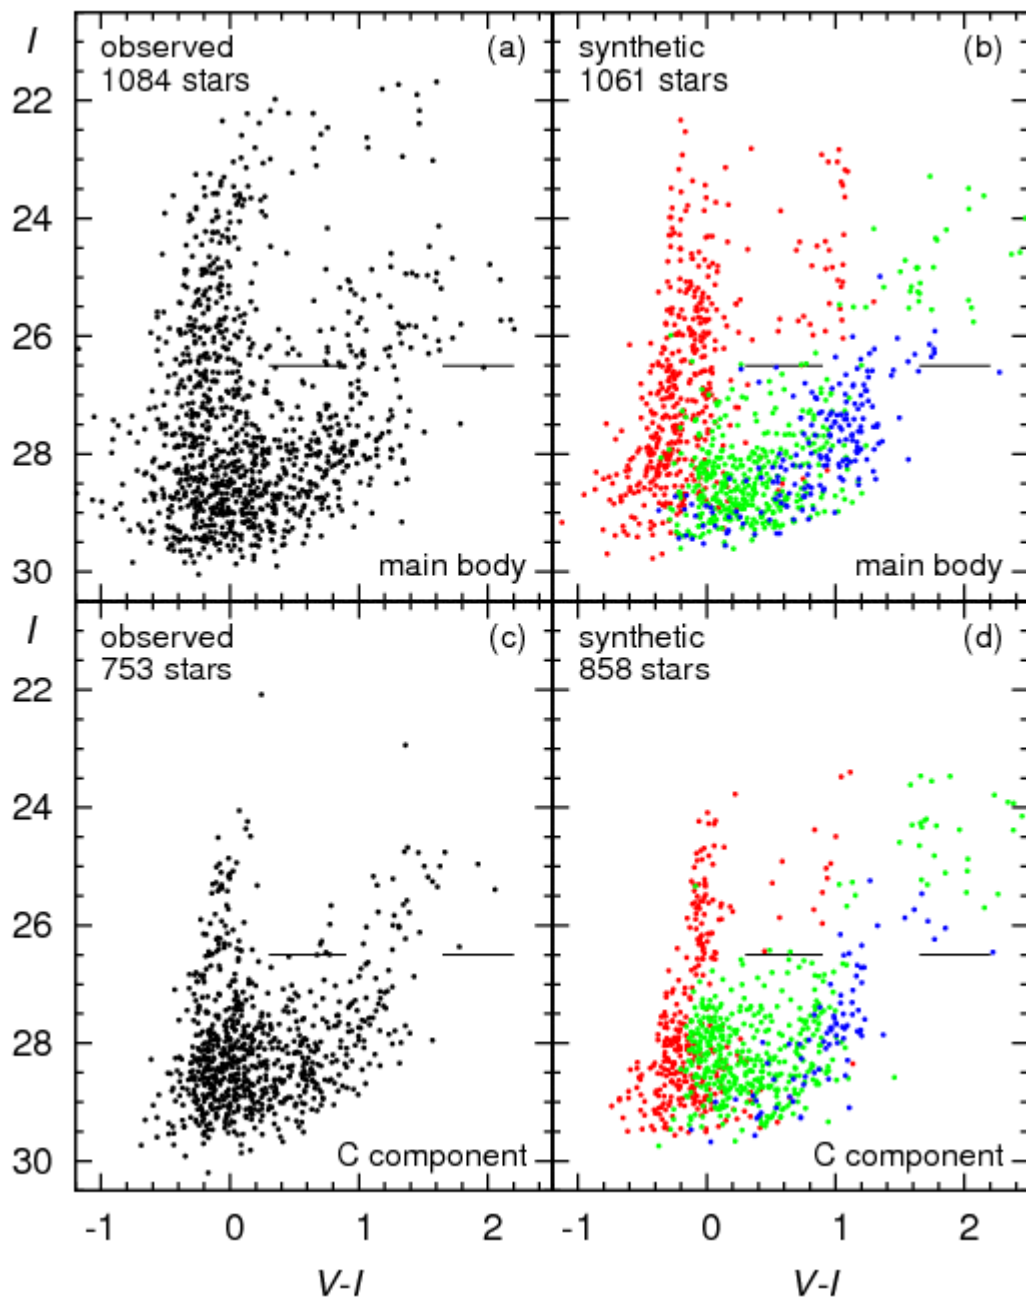 I
observed
1084 stars
(a)
synthetic
1061 stars
(b)
22
24
26
28
30
main body
main body
I
observed
753 stars
(c)
synthetic
858 stars
(d)
22
24
26
28
30
C component
C component
-1 0 1 2
-1 0 1 2
V-I
V-I